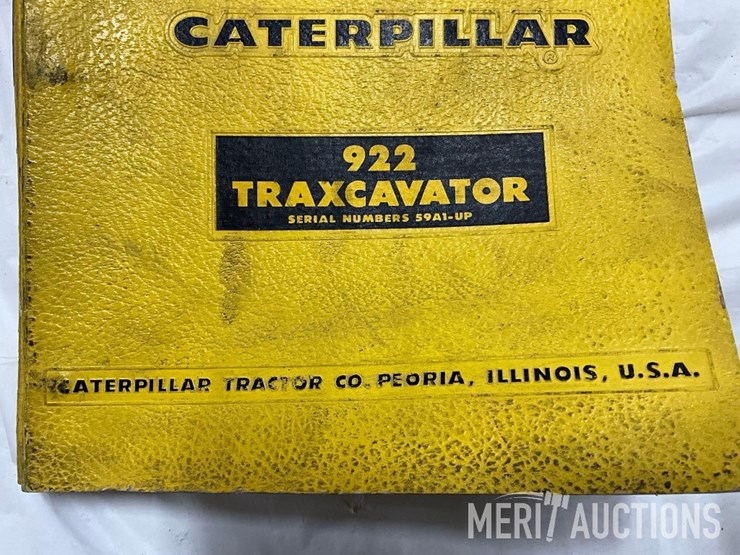 CATERPILLAR
®
922
TRAXCAVATOR
SERIAL NUMBERS 59A1-UP
CATERPILLAR TRACTOR CO. PEORIA, ILLINOIS, U.S.A.
MERIT AUCTIONS